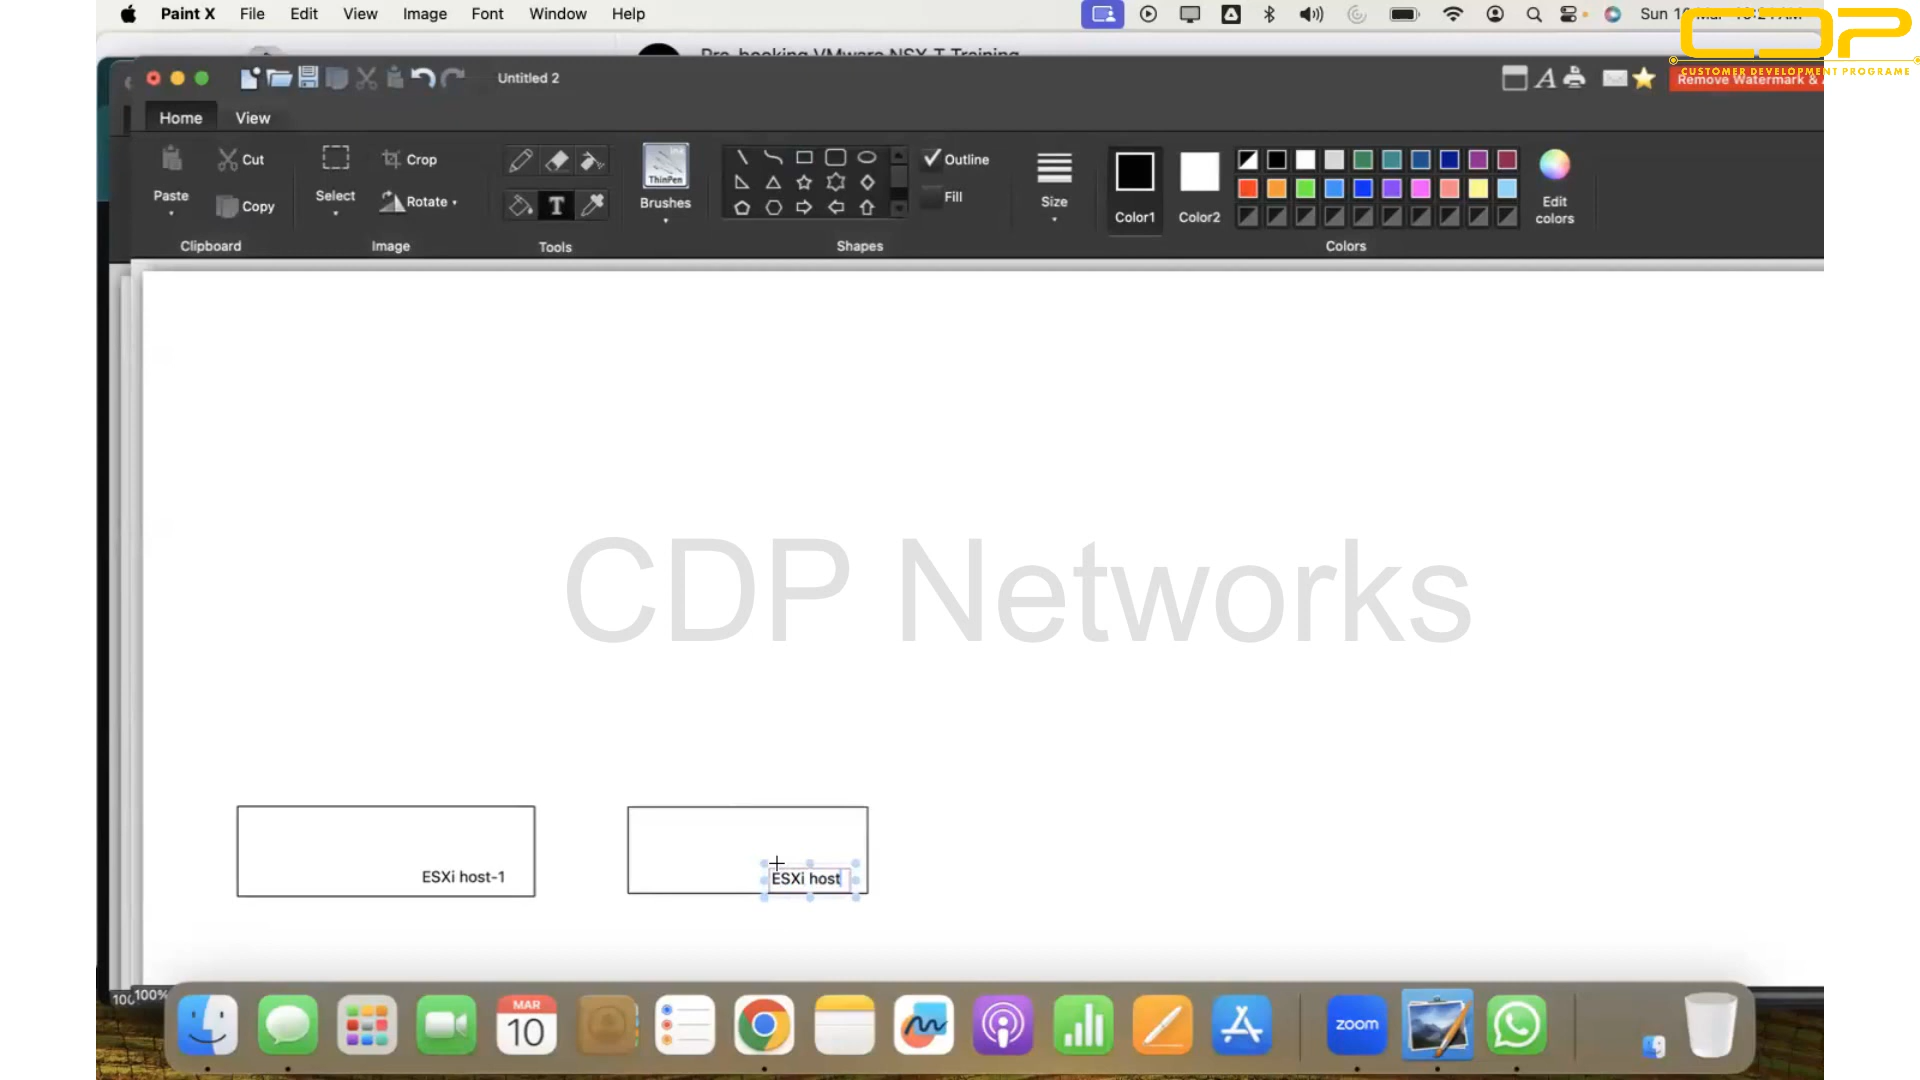 Paint X File Edit View Image Font Window Help
Sun 1
CDP
CUSTOMER DEVELOPMENT PROGRAME
Pre-booking VMware NSX-T Training
Untitled 2
Remove Watermark &
Home View
Cut
Crop
Paste
Copy
Select
Rotate
ThinPen
Brushes
Outline
Fill
Size
Color1
Color2
Edit colors
Clipboard
Image
Tools
Shapes
Colors
CDP Networks
ESXi host-1
ESXi host
100%
MAR
10
zoom